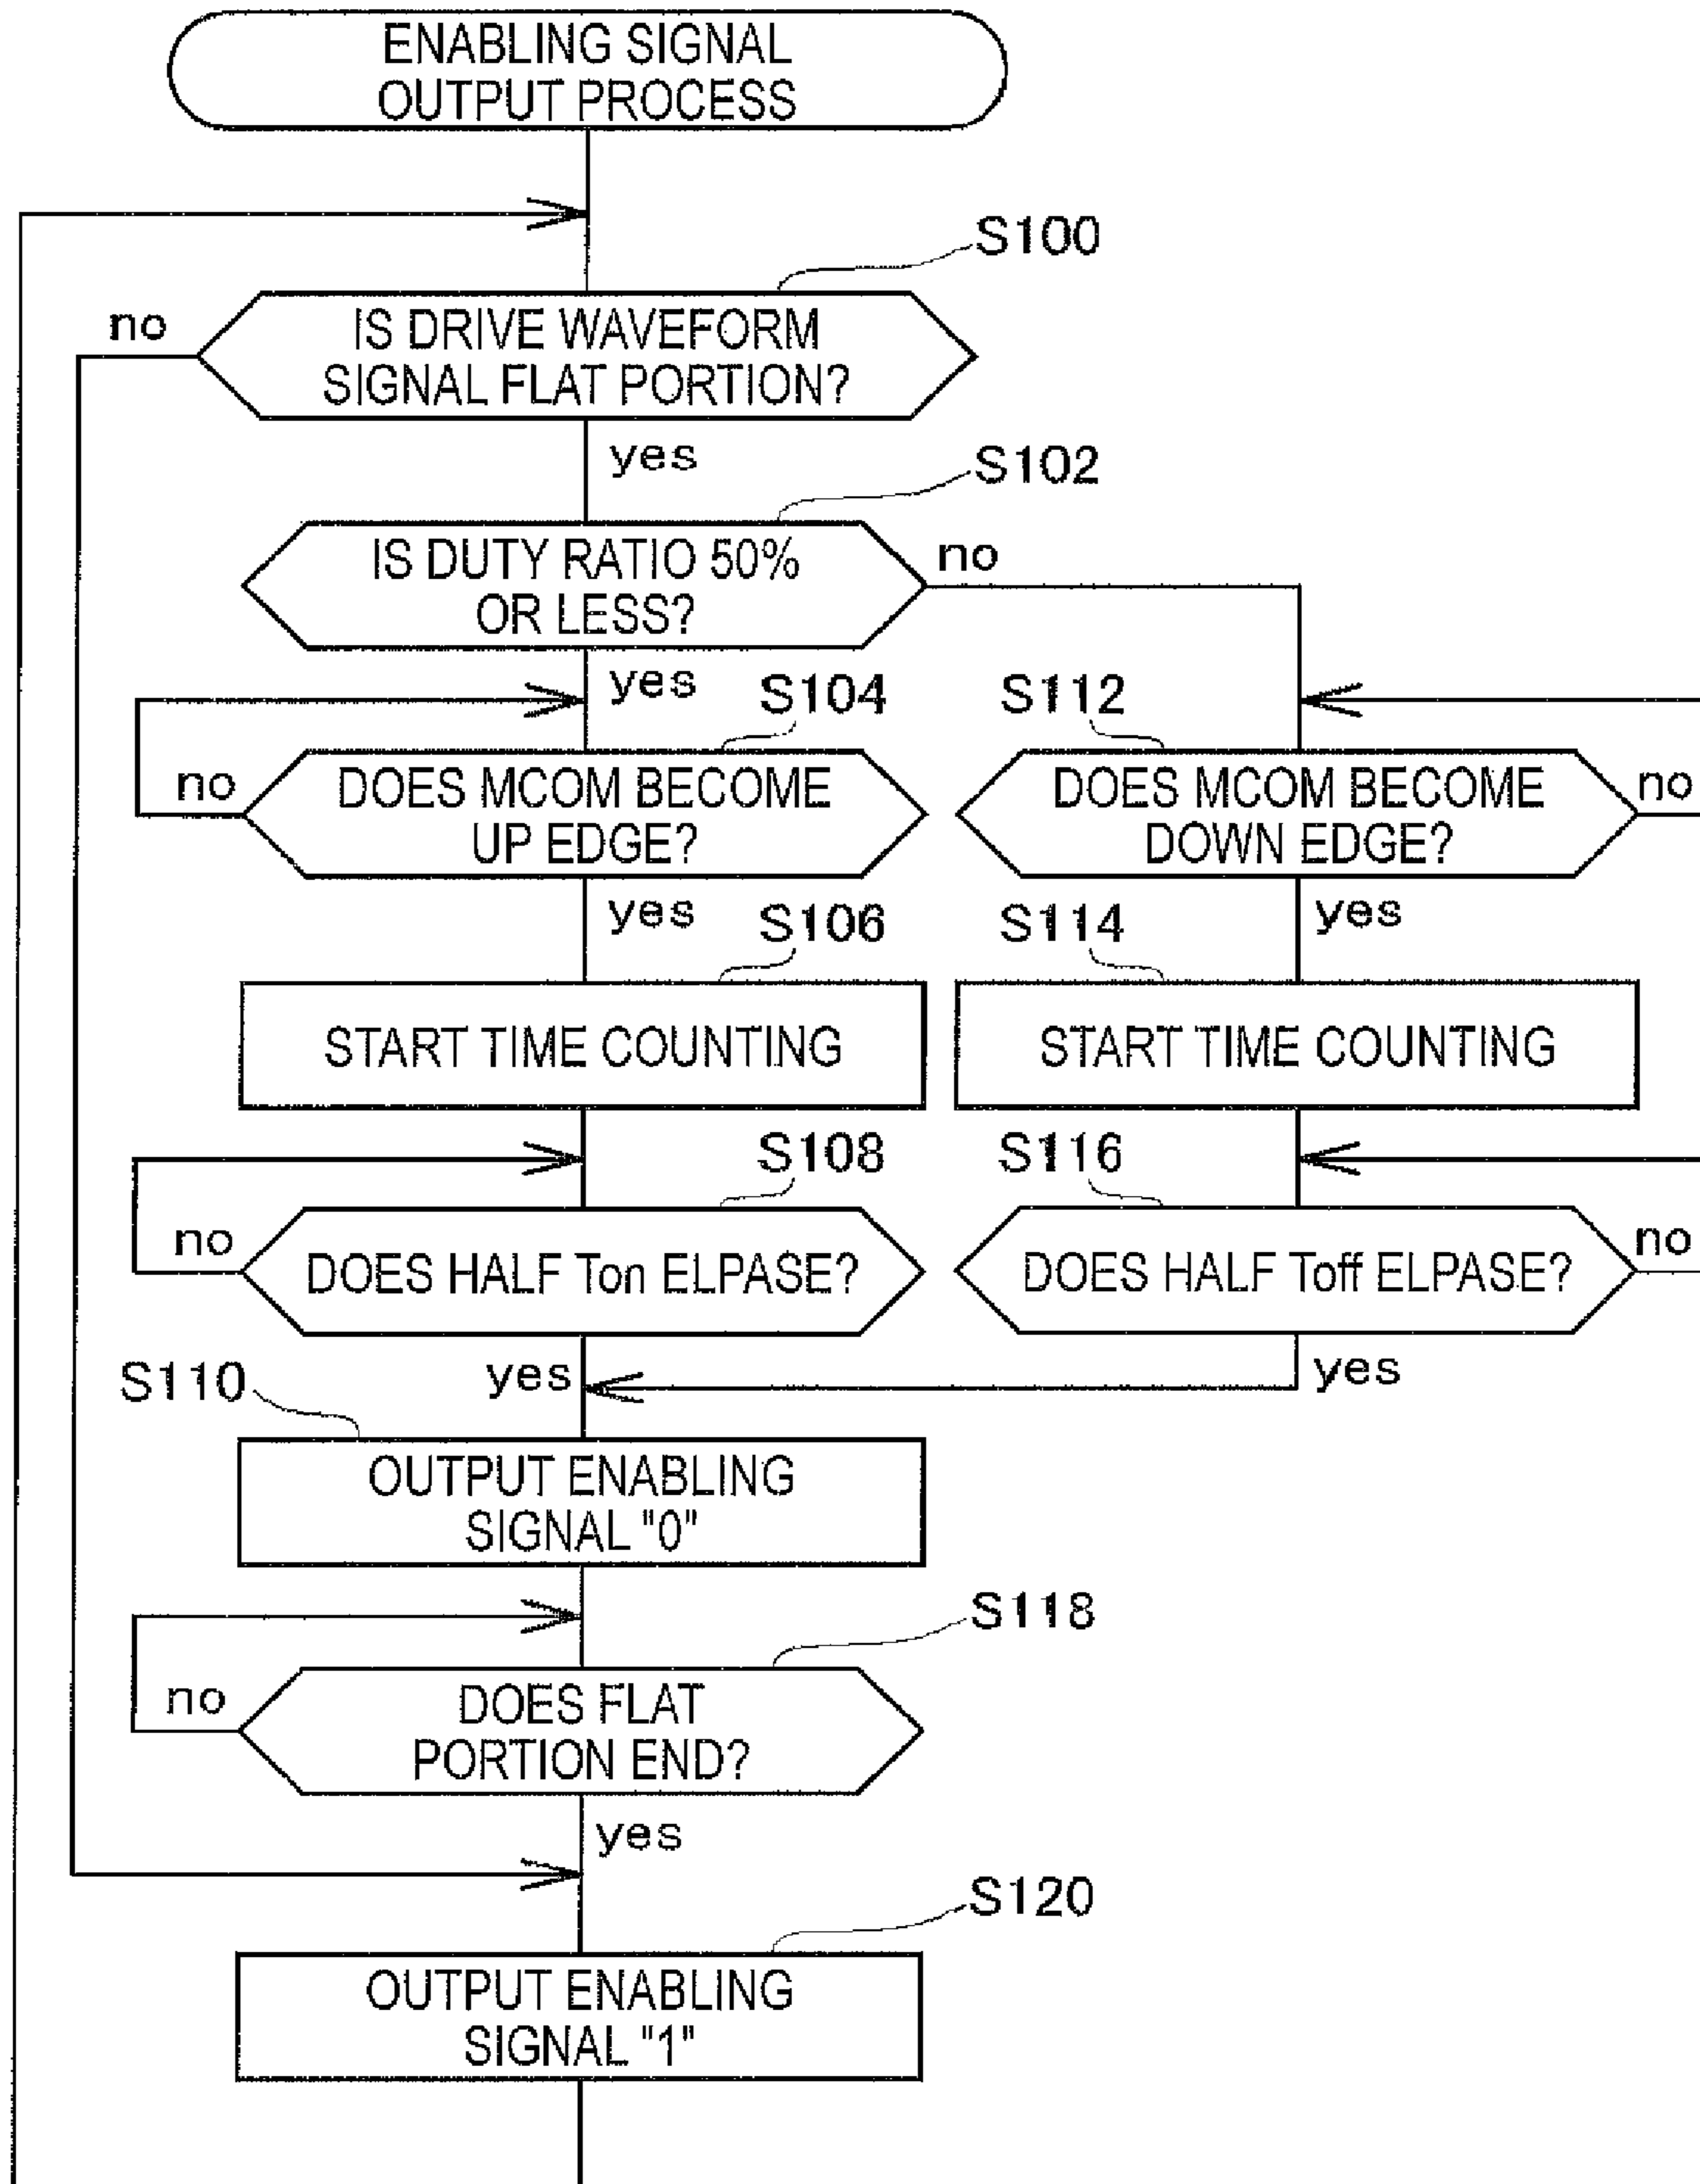 ENABLING SIGNAL
OUTPUT PROCESS
S100
no
IS DRIVE WAVEFORM
SIGNAL FLAT PORTION?
yes
S102
IS DUTY RATIO 50%
OR LESS?
no
yes
S104
S112
no
DOES MCOM BECOME
UP EDGE?
DOES MCOM BECOME
DOWN EDGE?
no
yes
S106
S114
yes
START TIME COUNTING
START TIME COUNTING
S108
S116
no
DOES HALF Ton ELPASE?
DOES HALF Toff ELPASE?
no
S110
yes
yes
OUTPUT ENABLING
SIGNAL "0"
S118
no
DOES FLAT
PORTION END?
yes
S120
OUTPUT ENABLING
SIGNAL "1"